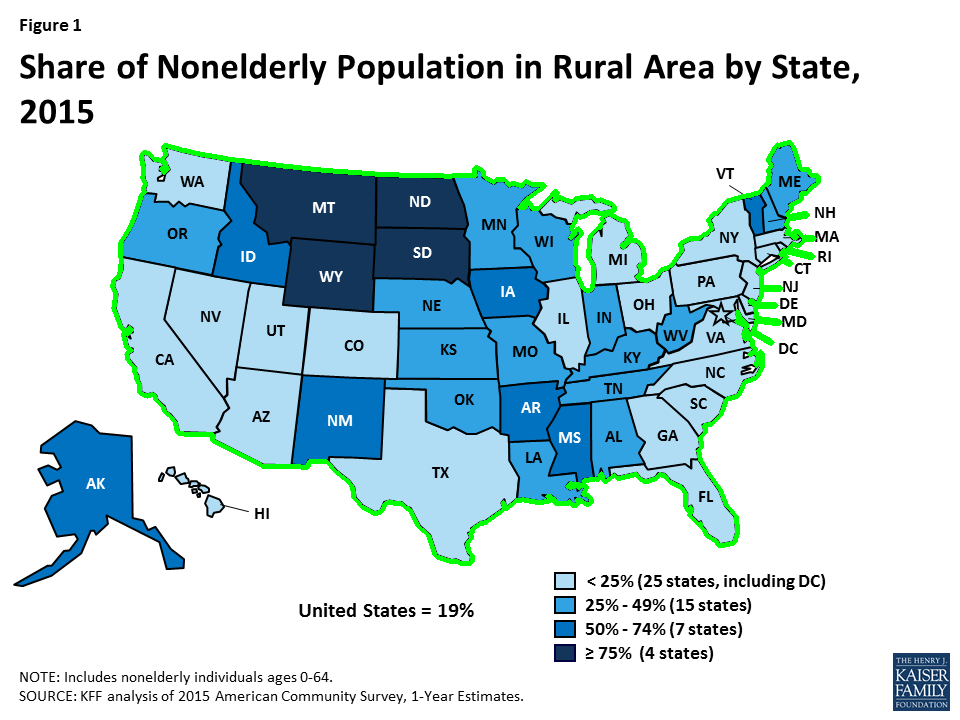 Figure 1
Share of Nonelderly Population in Rural Area by State,
2015
VT
WA
ME
MT
ND
NH
MN
OR
MA
NY
WI
SD
RI
ID
MI
CT
WY
PA
NJ
IA
NE
OH
DE
NV
IL
IN
MD
UT
WV
VA
CO
KS
MO
DC
KY
CA
NC
TN
OK
SC
AR
AZ
NM
MS
AL
GA
LA
TX
AK
FL
HI
< 25% (25 states, including DC)
25% - 49% (15 states)
United States = 19%
50% - 74% (7 states)
≥ 75% (4 states)
NOTE: Includes nonelderly individuals ages 0-64.
SOURCE: KFF analysis of 2015 American Community Survey, 1-Year Estimates.
THE HENRY J.
KAISER
FAMILY
FOUNDATION